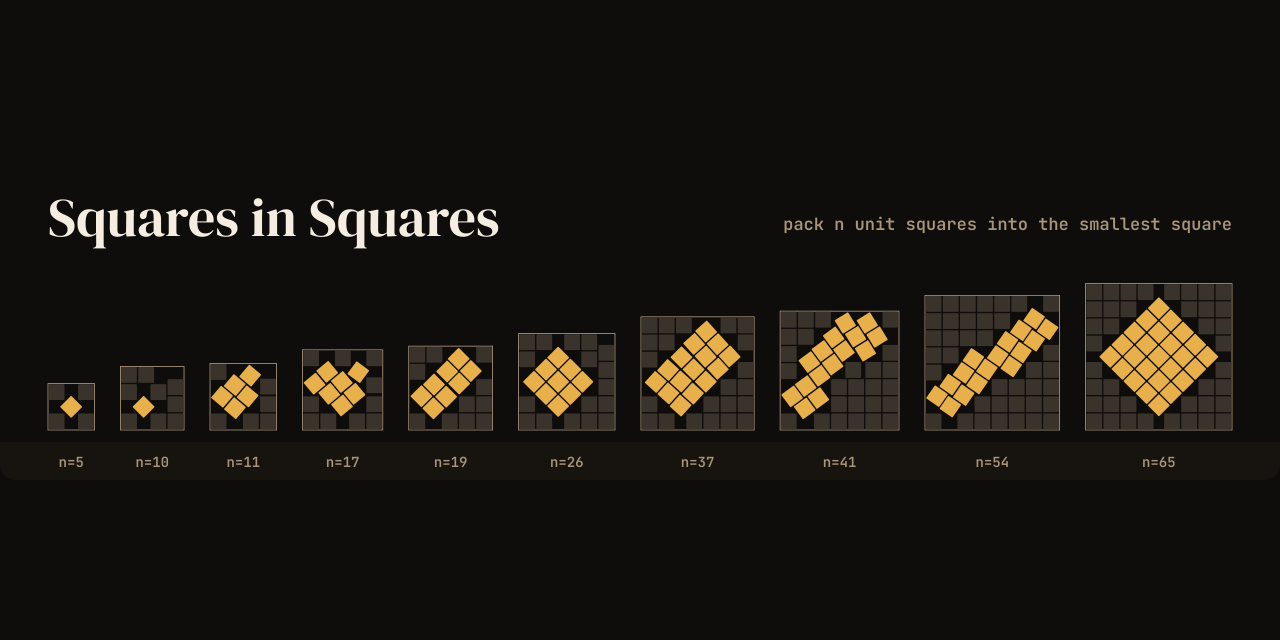 Squares in Squares
pack n unit squares into the smallest square
n=5 n=10 n=11 n=17 n=19 n=26 n=37 n=41 n=54 n=65